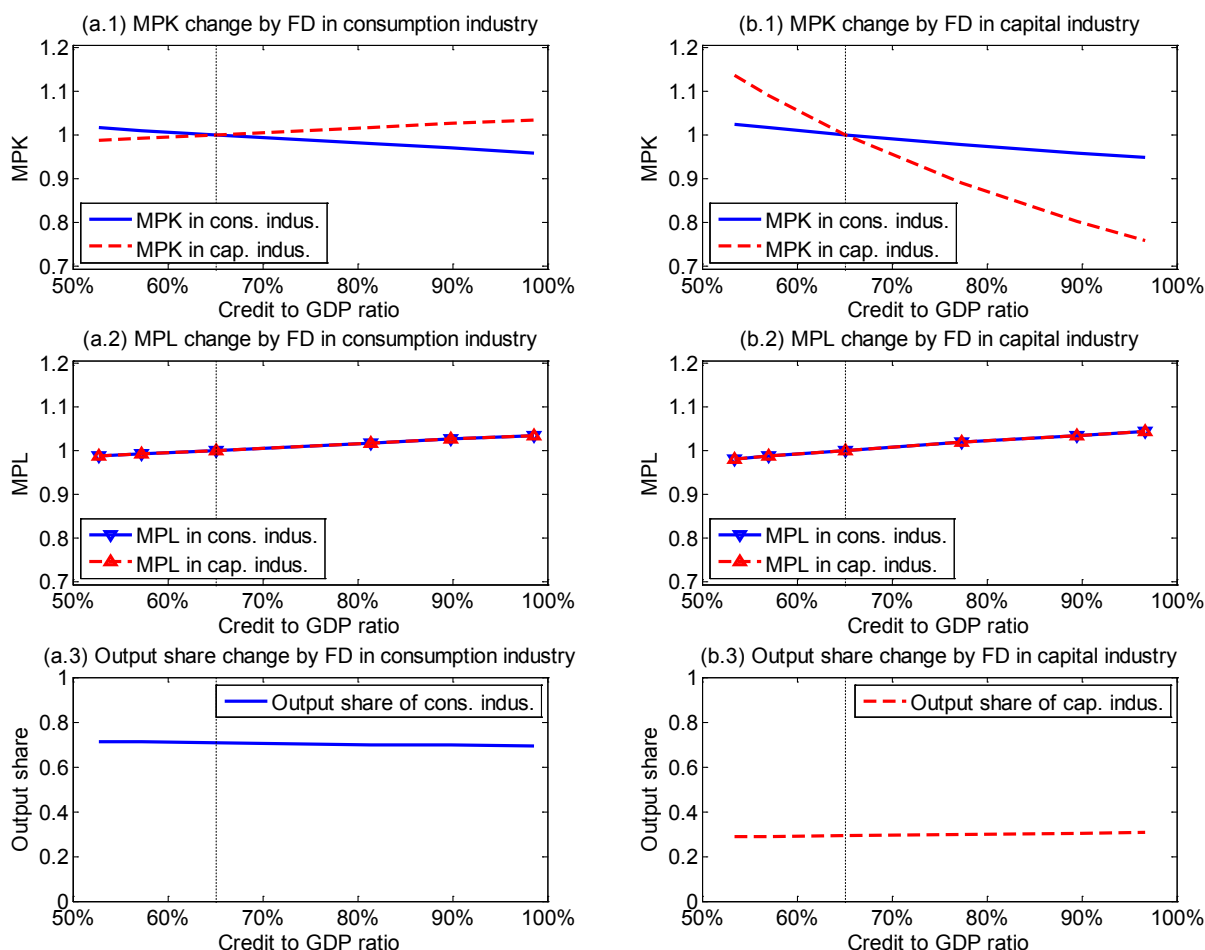 (a.1) MPK change by FD in consumption industry
1.2
1.1
1
0.9
0.8
0.7
MPK
MPK in cons. indus.
MPK in cap. indus.
50% 60% 70% 80% 90% 100%
Credit to GDP ratio
(b.1) MPK change by FD in capital industry
1.2
1.1
1
0.9
0.8
0.7
MPK
MPK in cons. indus.
MPK in cap. indus.
50% 60% 70% 80% 90% 100%
Credit to GDP ratio
(a.2) MPL change by FD in consumption industry
1.2
1.1
1
0.9
0.8
0.7
MPL
MPL in cons. indus.
MPL in cap. indus.
50% 60% 70% 80% 90% 100%
Credit to GDP ratio
(b.2) MPL change by FD in capital industry
1.2
1.1
1
0.9
0.8
0.7
MPL
MPL in cons. indus.
MPL in cap. indus.
50% 60% 70% 80% 90% 100%
Credit to GDP ratio
(a.3) Output share change by FD in consumption industry
1
0.8
0.6
0.4
0.2
0
Output share
Output share of cons. indus.
50% 60% 70% 80% 90% 100%
Credit to GDP ratio
(b.3) Output share change by FD in capital industry
1
0.8
0.6
0.4
0.2
0
Output share
Output share of cap. indus.
50% 60% 70% 80% 90% 100%
Credit to GDP ratio